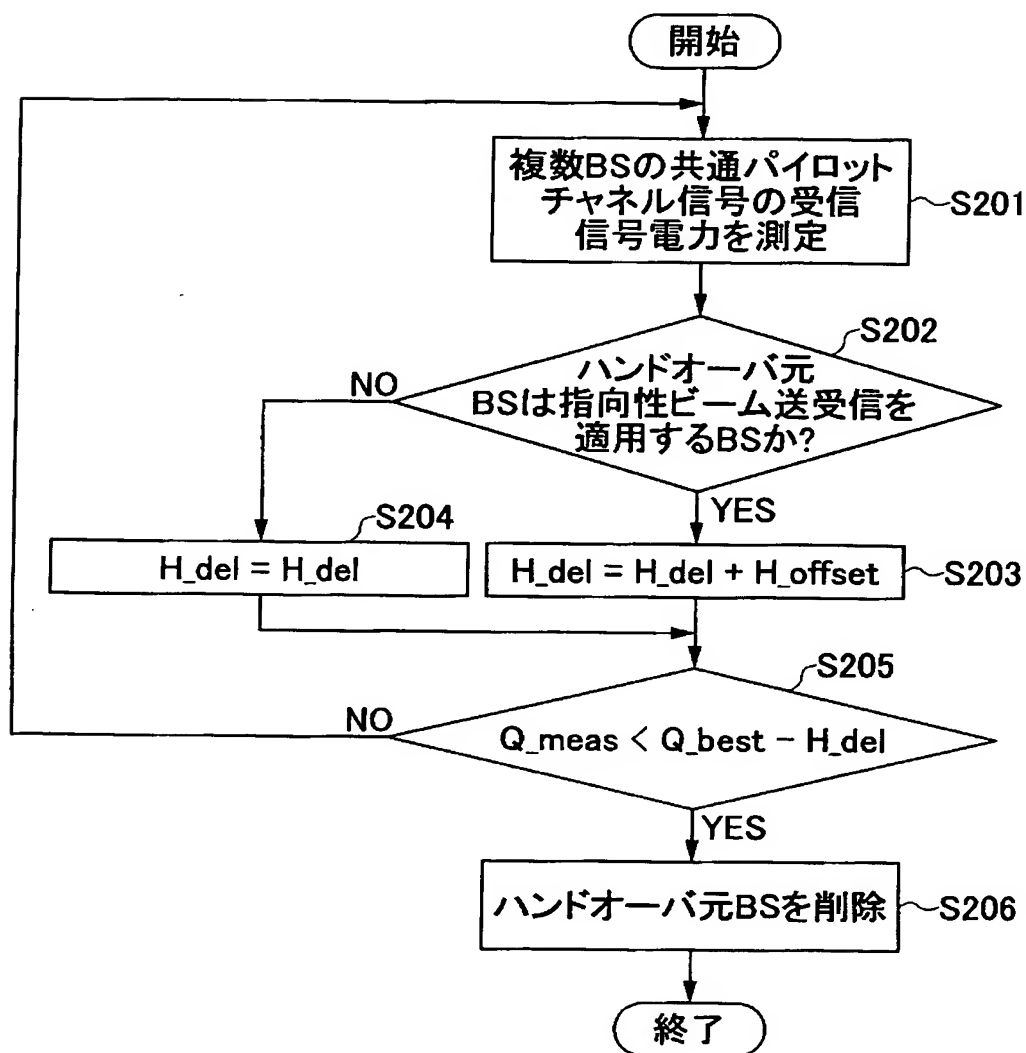 開始
複数BSの共通パイロット
チャネル信号の受信
信号電力を測定
S201
S202
ハンドオーバ元
BSは指向性ビーム送受信を
適用するBSか?
NO
YES
S204
H_del = H_del
H_del = H_del + H_offset
S203
S205
NO
Q_meas < Q_best - H_del
YES
ハンドオーバ元BSを削除
S206
終了